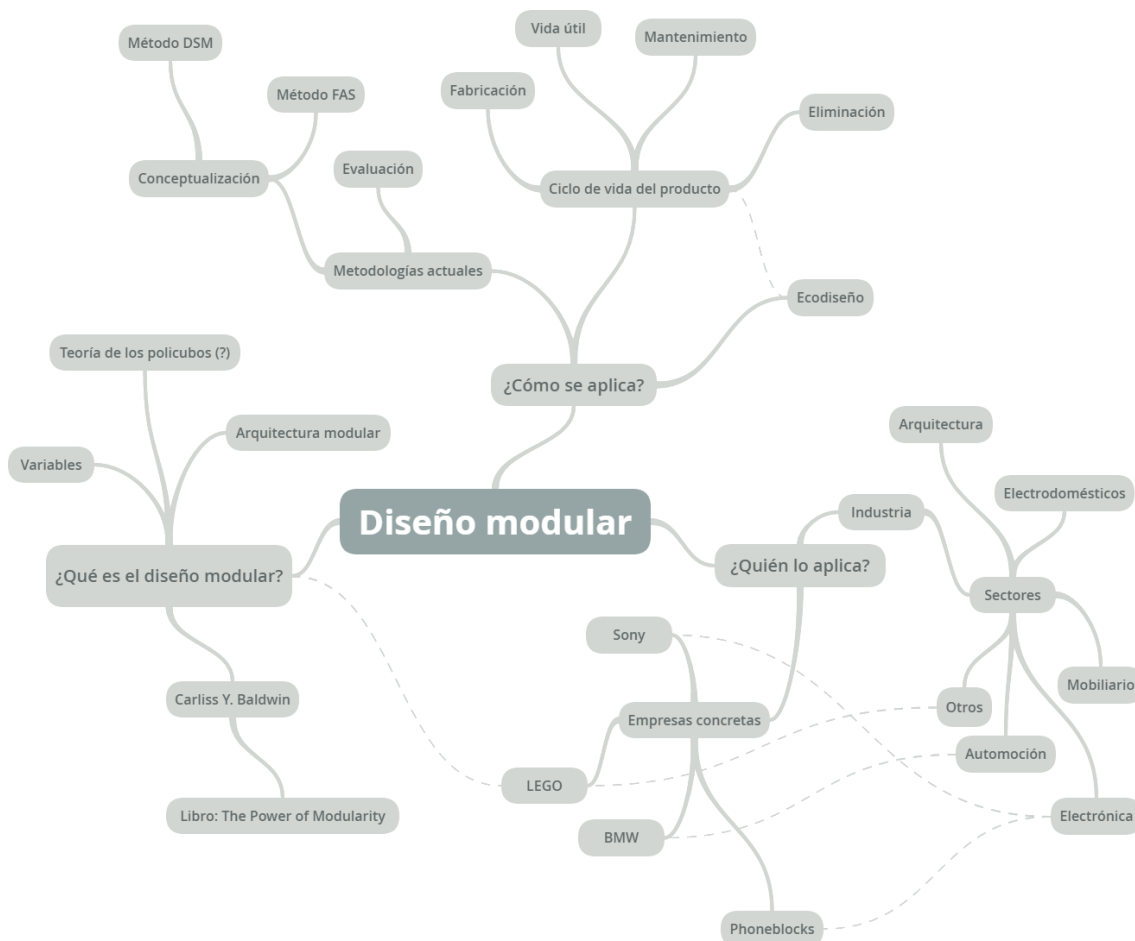 Vida útil
Mantenimiento
Método DSM
Fabricación
Método FAS
Eliminación
Evaluación
Conceptualización
Ciclo de vida del producto
Metodologías actuales
Ecodiseño
Teoría de los policubos (?)
¿Cómo se aplica?
Arquitectura
Arquitectura modular
Variables
Electrodomésticos
Industria
Diseño modular
¿Quién lo aplica?
¿Qué es el diseño modular?
Sectores
Sony
Mobiliario
Carliss Y. Baldwin
Otros
Empresas concretas
Automoción
LEGO
Libro: The Power of Modularity
Electrónica
BMW
Phoneblocks